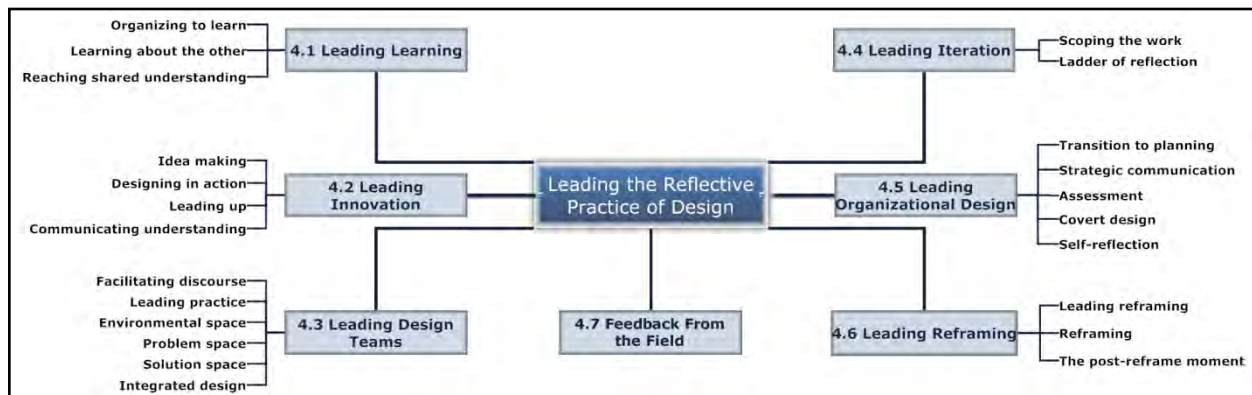 Organizing to learn
Learning about the other
Reaching shared understanding
4.1 Leading Learning
4.4 Leading Iteration
Scoping the work
Ladder of reflection
Idea making
Designing in action
Leading up
Communicating understanding
4.2 Leading
Innovation
Leading the Reflective
Practice of Design
4.5 Leading
Organizational Design
Transition to planning
Strategic communication
Assessment
Covert design
Self-reflection
Facilitating discourse
Leading practice
Environmental space
Problem space
Solution space
Integrated design
4.3 Leading Design
Teams
4.7 Feedback From
the Field
4.6 Leading Reframing
Leading reframing
Reframing
The post-reframe moment